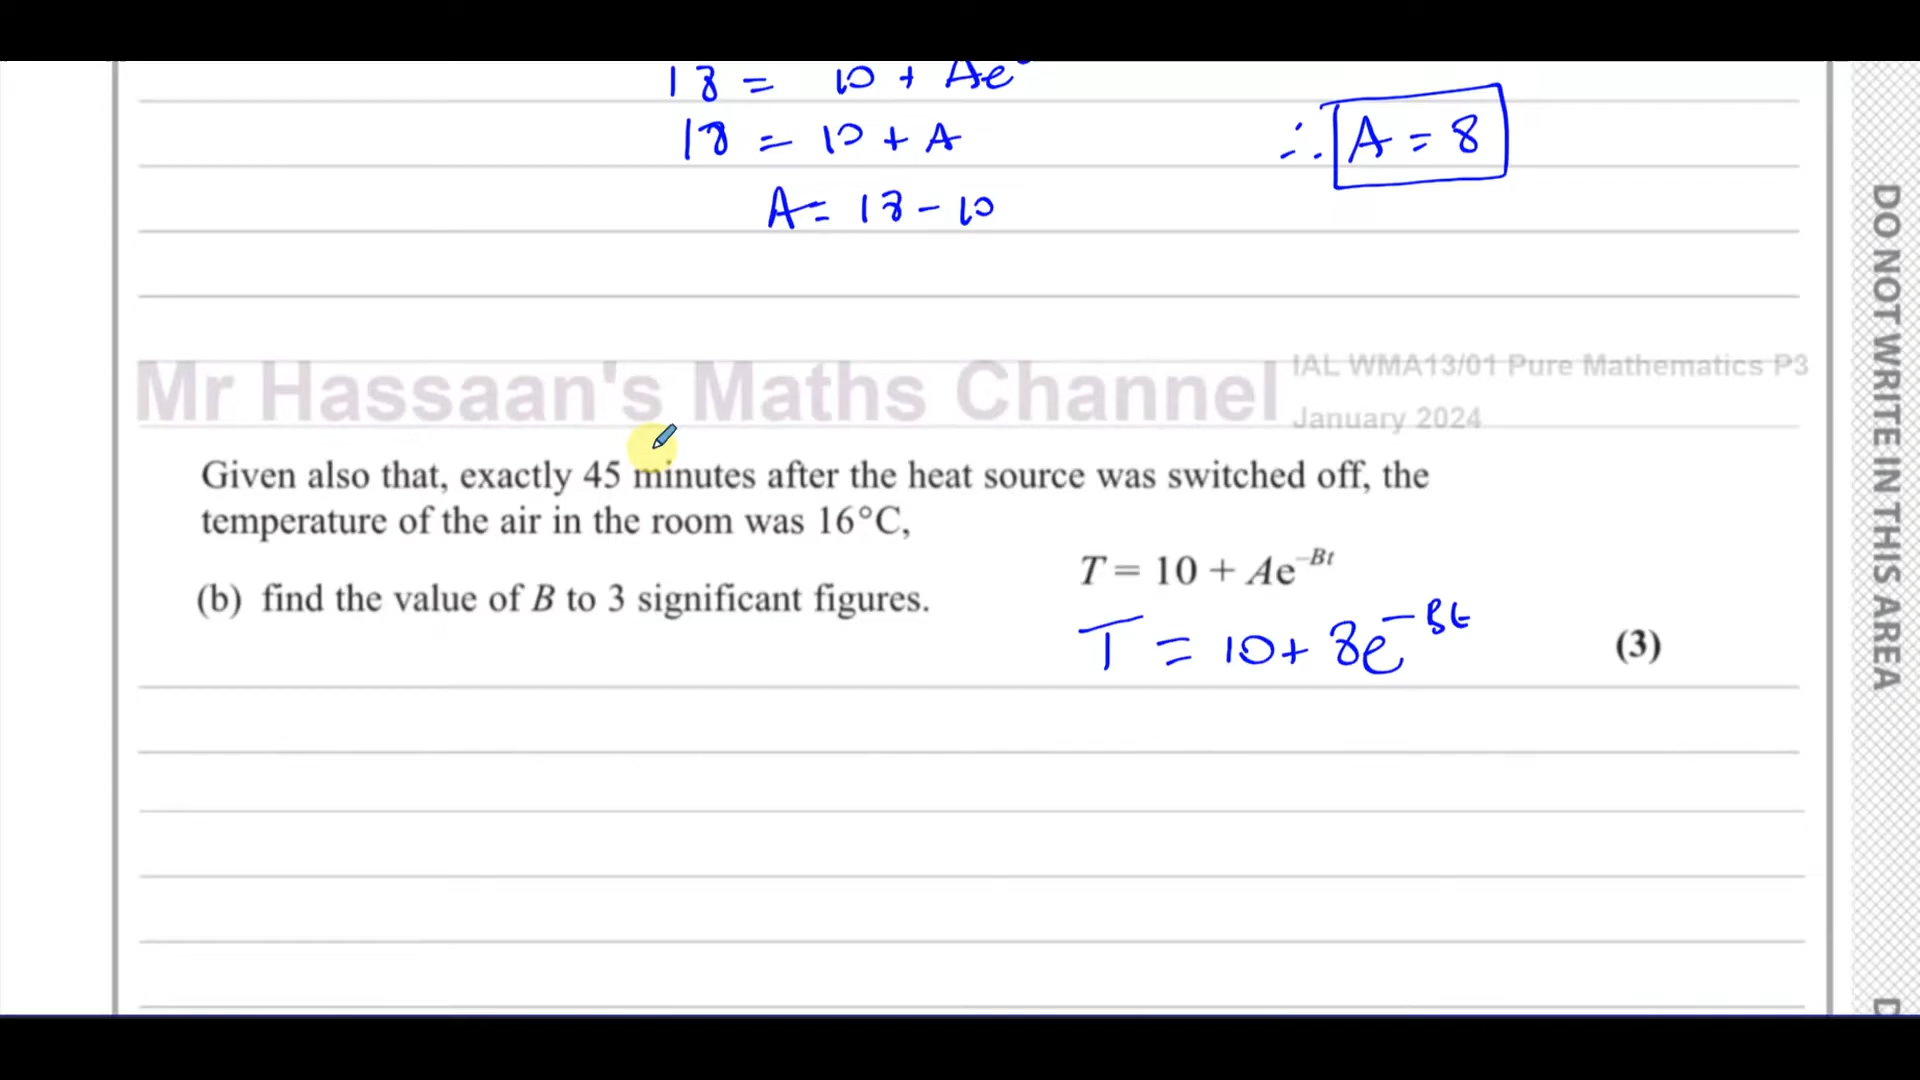 18 = 10 + Ae
18 = 10 + A
∴ A = 8
A = 18 - 10
Mr Hassaan's Maths Channel
IAL WMA13/01 Pure Mathematics P3
January 2024
Given also that, exactly 45 minutes after the heat source was switched off, the
temperature of the air in the room was 16°C,
T = 10 + Ae^{-Bt}
(b) find the value of B to 3 significant figures.
T = 10 + 8e^{-Bt}
(3)
DO NOT WRITE IN THIS AREA
D